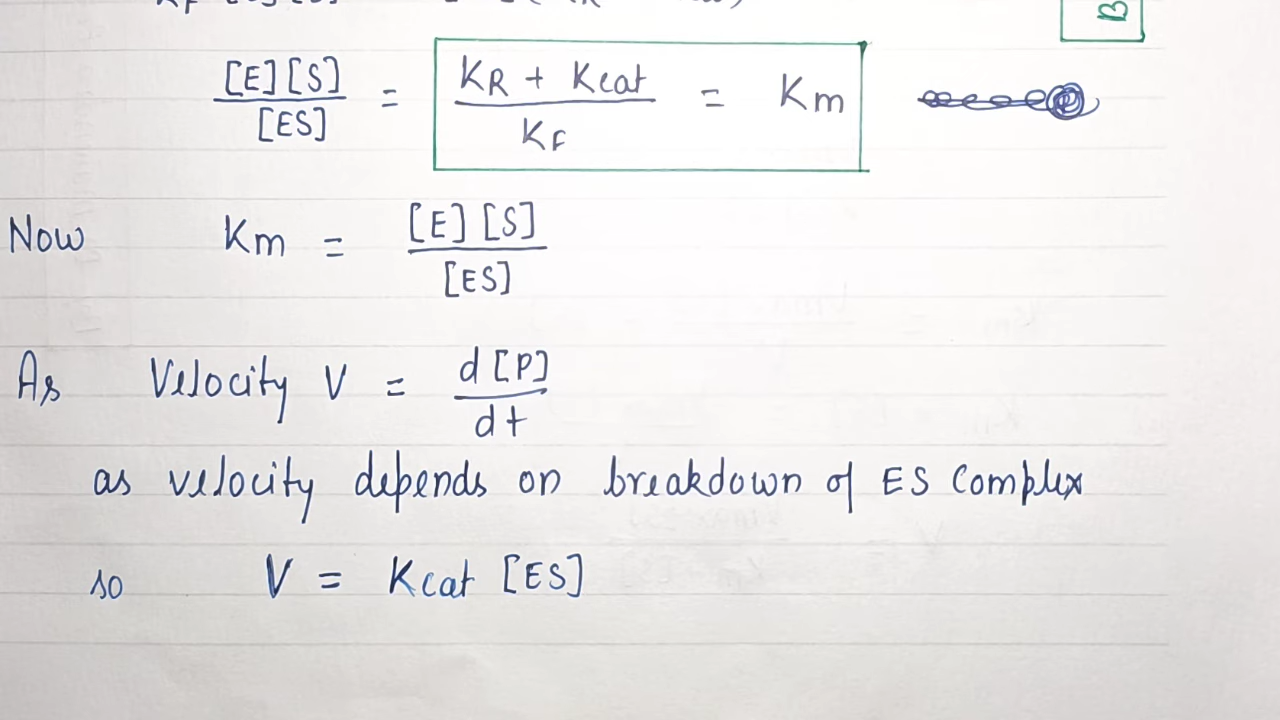 [E][S] / [ES] = KR + Kcat / KF = Km
Now Km = [E][S] / [ES]
As Velocity V = d[P] / dt
as velocity depends on breakdown of ES Complex
so V = Kcat [ES]